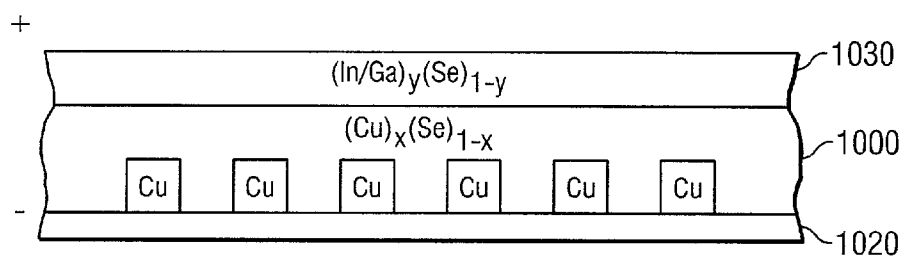 +
(In/Ga)y(Se)1-y
1030
(Cu)x(Se)1-x
1000
Cu Cu Cu Cu Cu Cu
-
1020